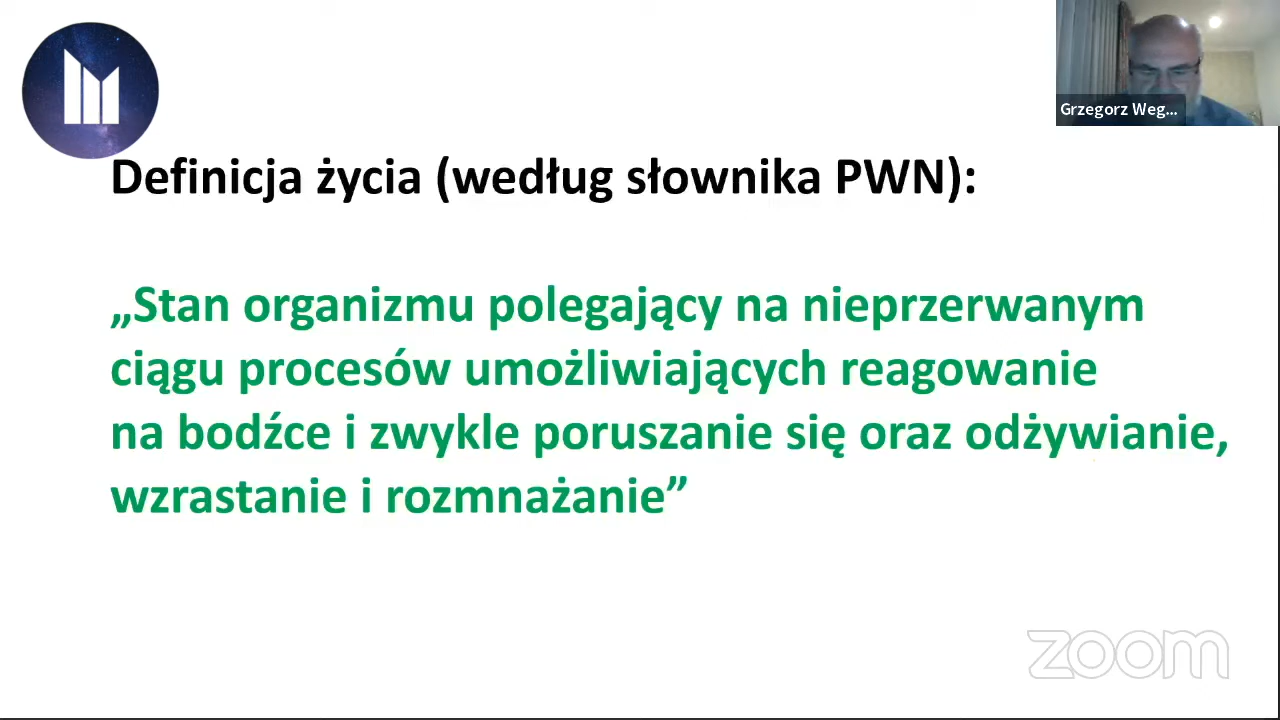 Grzegorz Weg...
Definicja życia (według słownika PWN):
„Stan organizmu polegający na nieprzerwanym
ciągu procesów umożliwiających reagowanie
na bodźce i zwykle poruszanie się oraz odżywianie,
wzrastanie i rozmnażanie”
zoom